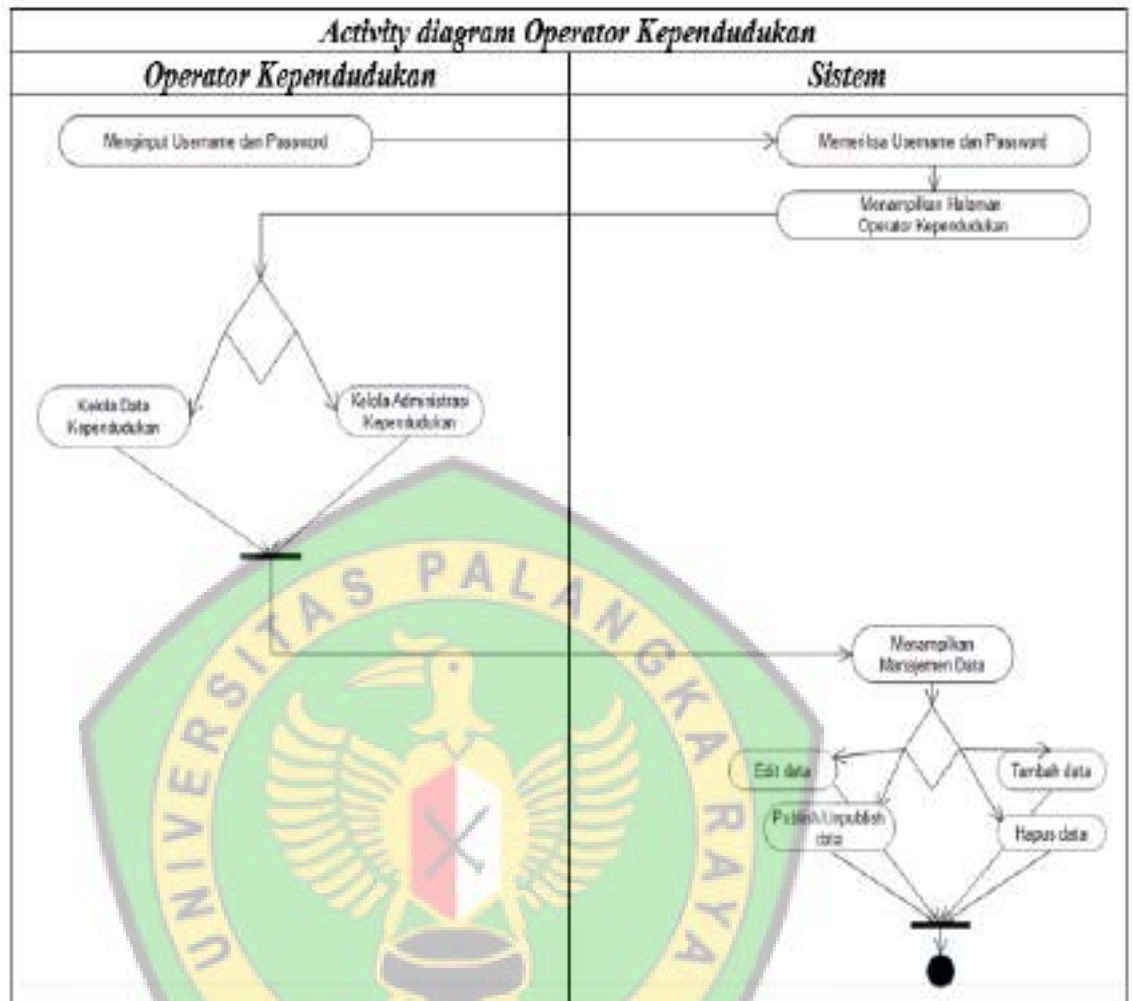 Activity diagram Operator Kependudukan
Operator Kependudukan
Sistem
Menginput Username dan Password
Memeriksa Username dan Password
Menampilkan Halaman
Operator Kependudukan
Kelola Data
Kependudukan
Kelola Administrasi
Kependudukan
Menampilkan
Manajemen Data
Edit data
Tambah data
Publish/Unpublish
data
Hapus data
UNIVERSITAS PALANGKA RAYA